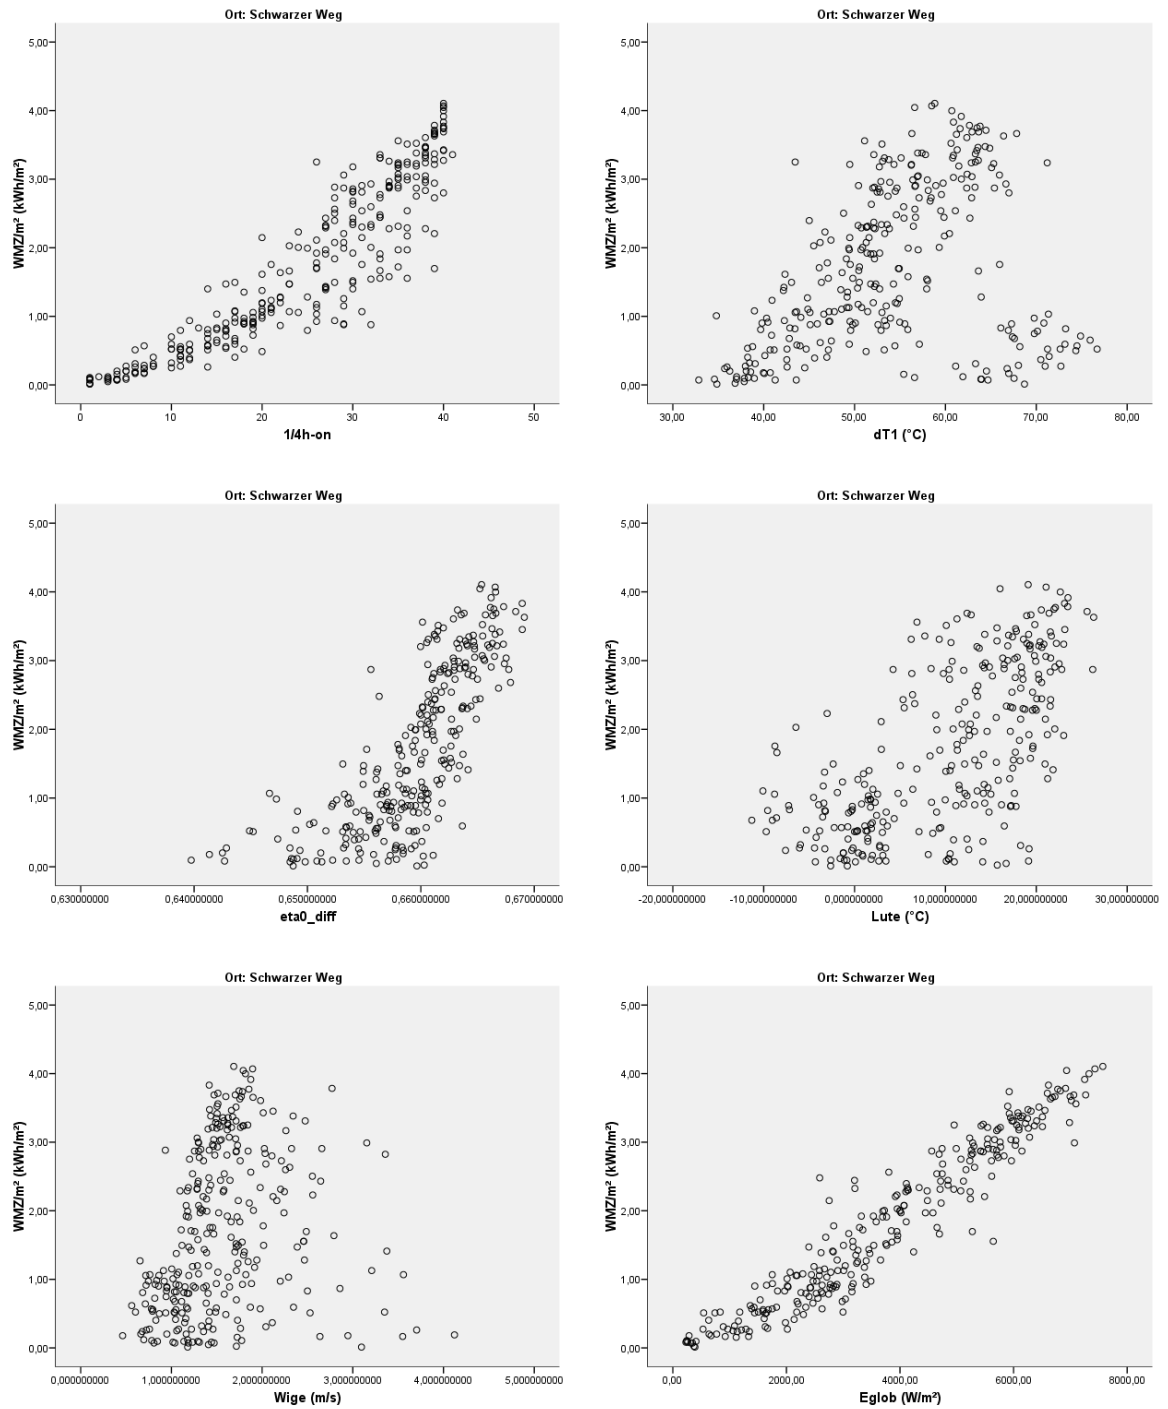 Ort: Schwarzer Weg
5,00
4,00
3,00
2,00
1,00
0,00
WMZ/m² (kWh/m²)
0 10 20 30 40 50
1/4h-on
Ort: Schwarzer Weg
5,00
4,00
3,00
2,00
1,00
0,00
WMZ/m² (kWh/m²)
30,00 40,00 50,00 60,00 70,00 80,00
dT1 (°C)
Ort: Schwarzer Weg
5,00
4,00
3,00
2,00
1,00
0,00
WMZ/m² (kWh/m²)
0,630000000 0,640000000 0,650000000 0,660000000 0,670000000
eta0_diff
Ort: Schwarzer Weg
5,00
4,00
3,00
2,00
1,00
0,00
WMZ/m² (kWh/m²)
-20,000000000 -10,000000000 0,000000000 10,000000000 20,000000000 30,000000000
Lute (°C)
Ort: Schwarzer Weg
5,00
4,00
3,00
2,00
1,00
0,00
WMZ/m² (kWh/m²)
0,000000000 1,000000000 2,000000000 3,000000000 4,000000000 5,000000000
Wige (m/s)
Ort: Schwarzer Weg
5,00
4,00
3,00
2,00
1,00
0,00
WMZ/m² (kWh/m²)
0,00 2000,00 4000,00 6000,00 8000,00
Eglob (W/m²)